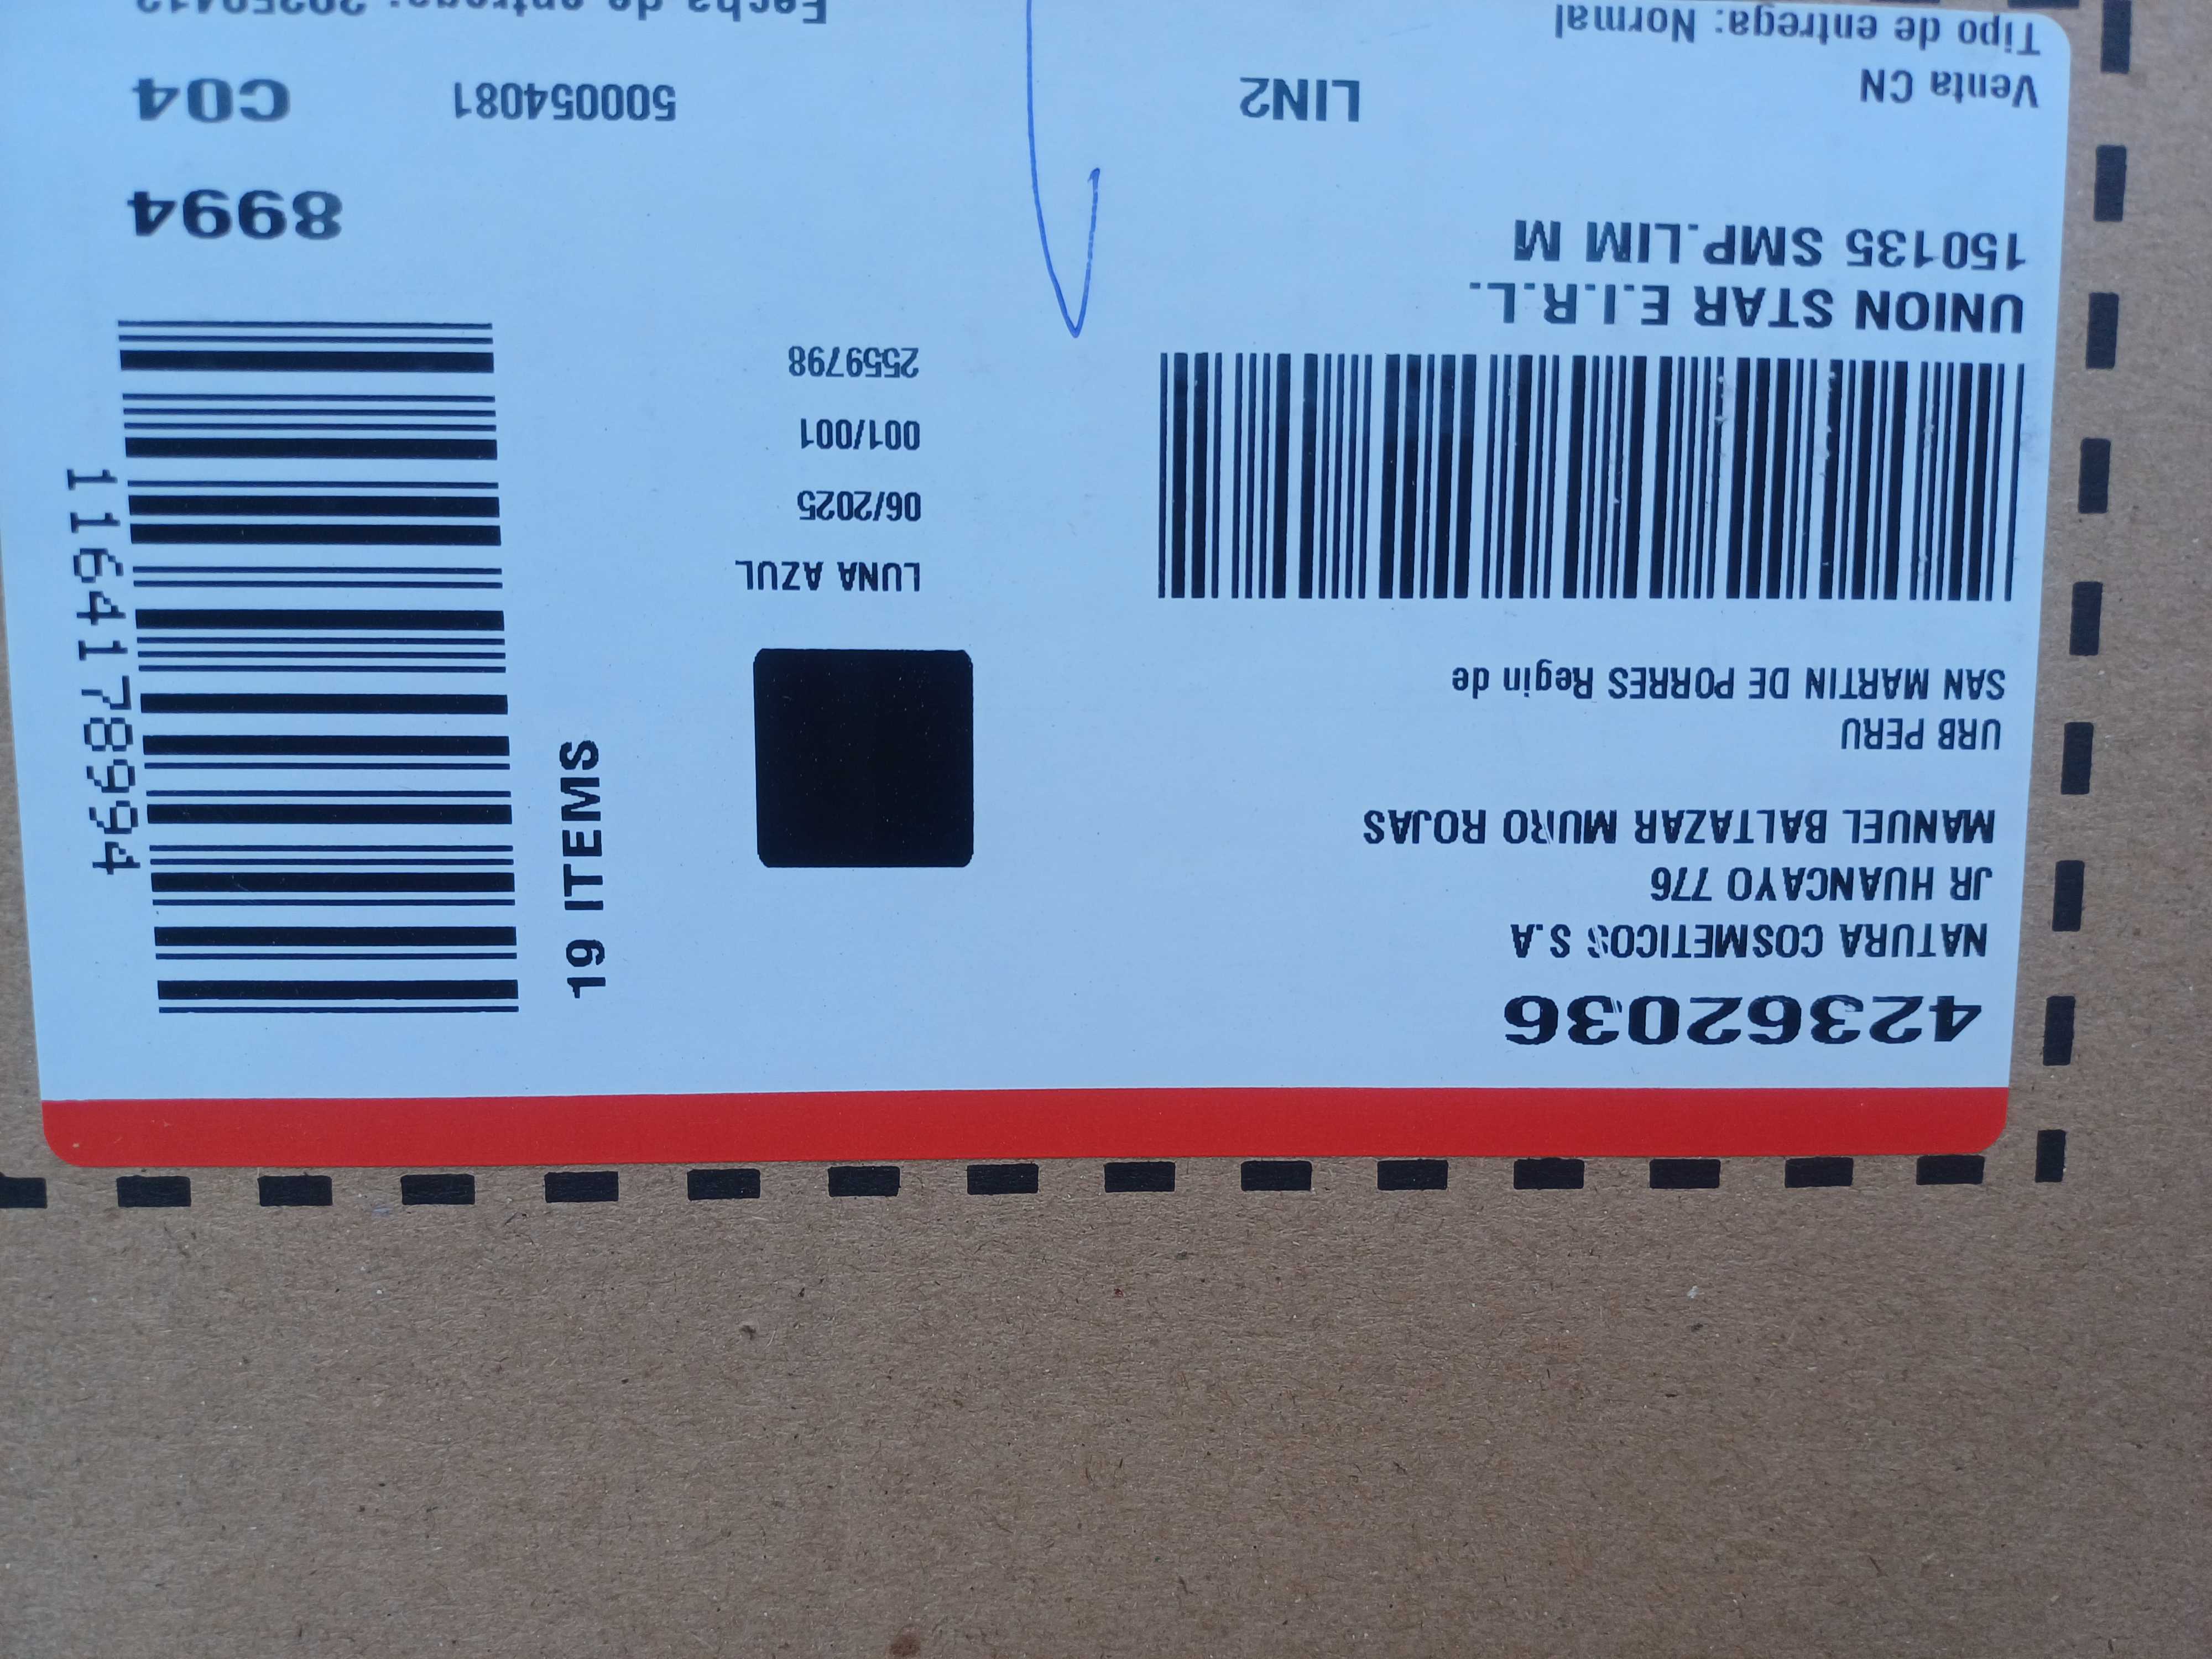 42362036
NATURA COSMETICOS S.A
JR HUANCAYO 776
MANUEL BALTAZAR MURO ROJAS
URB PERU
SAN MARTIN DE PORRES Regin de
UNION STAR E.I.R.L.
150135 SMP.LIM M
Venta CN
Tipo de entrega: Normal
LIN2
LUNA AZUL
06/2025
001/001
2559798
19 ITEMS
1164178994
8994
500054081
C04
Fecha de entrega: 20250412